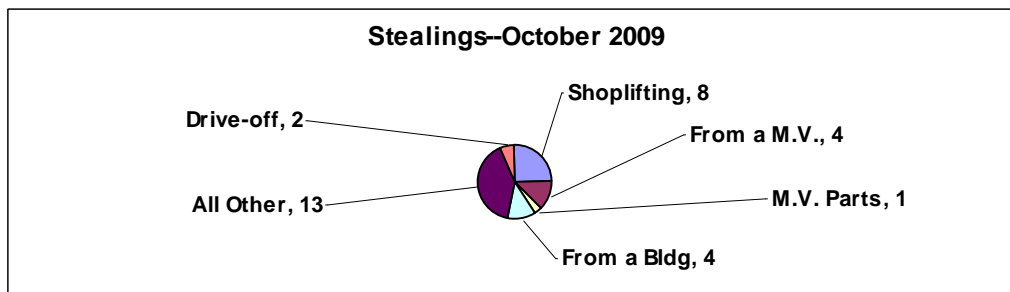 Stealings--October 2009
Shoplifting, 8
Drive-off, 2
From a M.V., 4
All Other, 13
M.V. Parts, 1
From a Bldg, 4